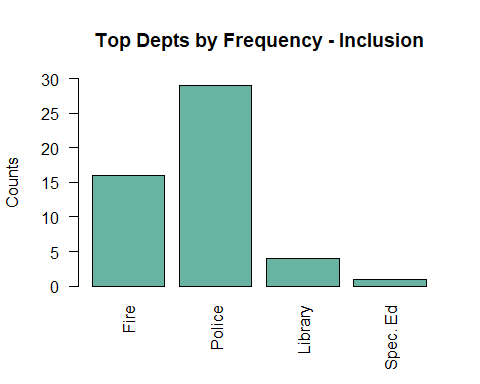 Top Depts by Frequency - Inclusion
Counts
30
25
20
15
10
5
0
Fire
Police
Library
Spec. Ed